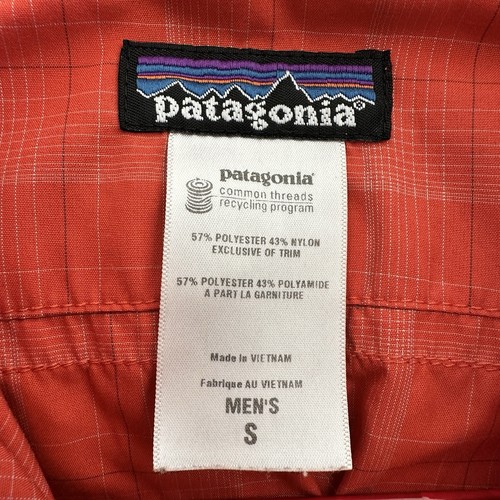 patagonia®
patagonia®
common threads
recycling program
57% POLYESTER 43% NYLON
EXCLUSIVE OF TRIM
57% POLYESTER 43% POLYAMIDE
À PART LA GARNITURE
Made in VIETNAM
Fabrique AU VIETNAM
MEN'S
S